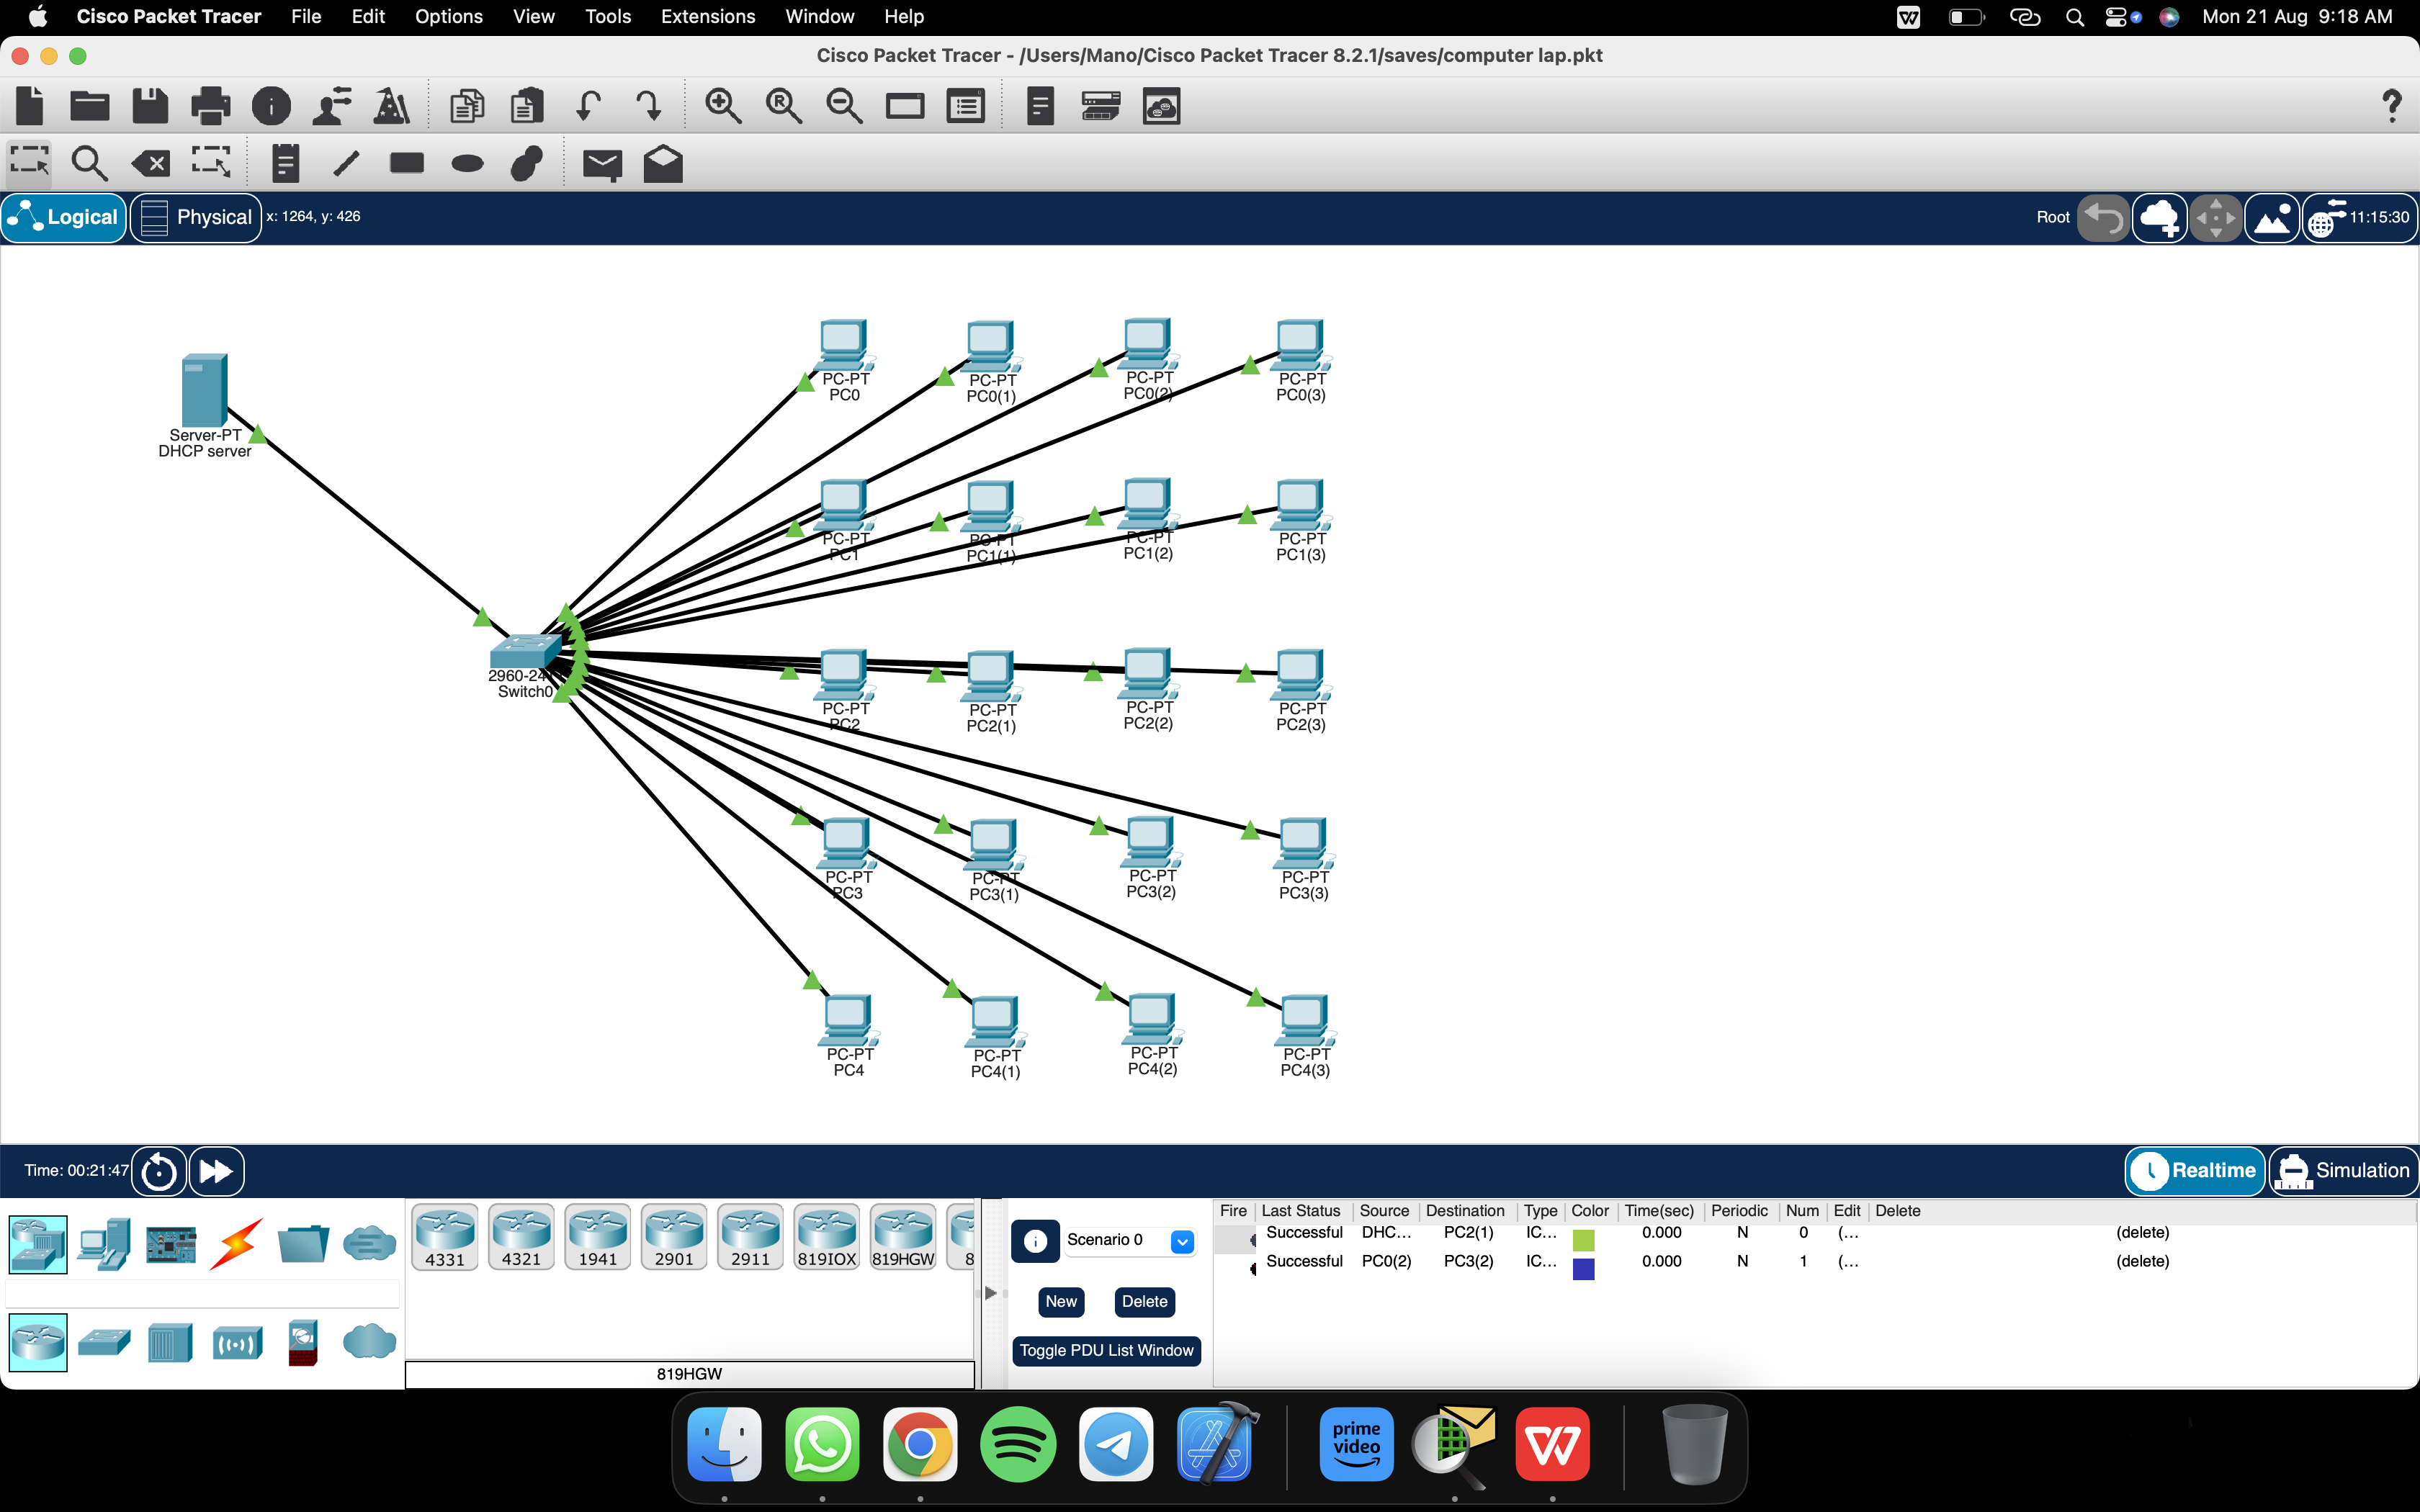 Cisco Packet Tracer File Edit Options View Tools Extensions Window Help Mon 21 Aug 9:18 AM
Cisco Packet Tracer - /Users/Mano/Cisco Packet Tracer 8.2.1/saves/computer lap.pkt
Logical Physical x: 1264, y: 426 Root 11:15:30
PC-PT PC-PT PC-PT PC-PT
PC0 PC0(1) PC0(2) PC0(3)
Server-PT
DHCP server
PC-PT PC-PT PC-PT PC-PT
PC1 PC1(1) PC1(2) PC1(3)
2960-24
Switch0
PC-PT PC-PT PC-PT PC-PT
PC2 PC2(1) PC2(2) PC2(3)
PC-PT PC-PT PC-PT PC-PT
PC3 PC3(1) PC3(2) PC3(3)
PC-PT PC-PT PC-PT PC-PT
PC4 PC4(1) PC4(2) PC4(3)
Time: 00:21:47 Realtime Simulation
4331 4321 1941 2901 2911 819IOX 819HGW 8
819HGW
Scenario 0
New Delete
Toggle PDU List Window
Fire Last Status Source Destination Type Color Time(sec) Periodic Num Edit Delete
Successful DHC... PC2(1) IC... 0.000 N 0 (... (delete)
Successful PC0(2) PC3(2) IC... 0.000 N 1 (... (delete)
prime
video